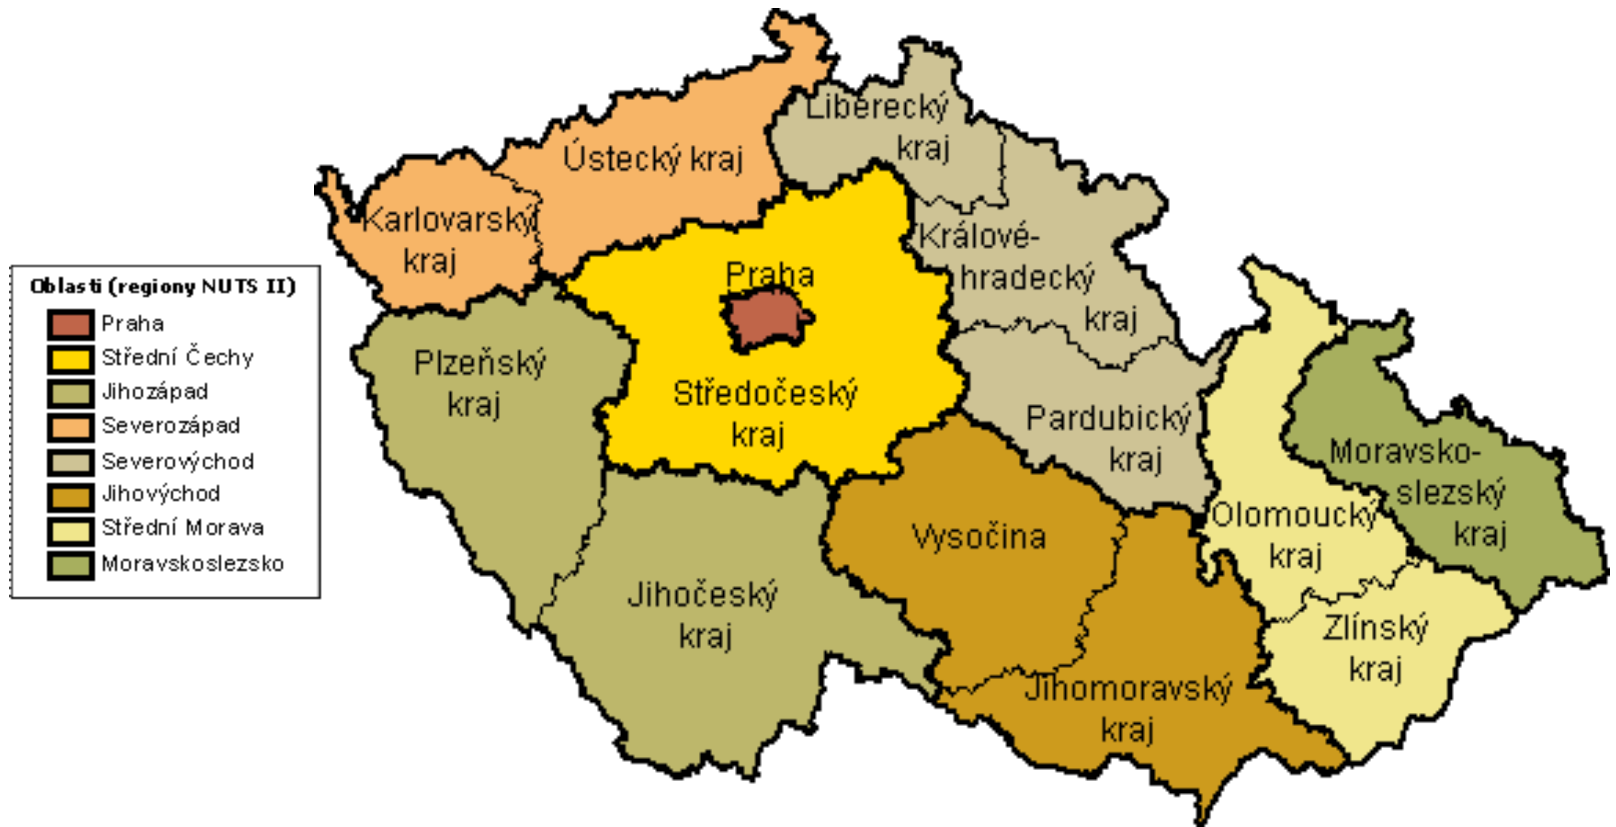 Oblasti (regiony NUTS II)
Praha
Střední Čechy
Jihozápad
Severozápad
Severovýchod
Jihovýchod
Střední Morava
Moravskoslezsko
Liberecký
kraj
Ústecký kraj
Karlovarský
kraj
Králové-
hradecký
kraj
Praha
Plzeňský
kraj
Středočeský
kraj
Pardubický
kraj
Moravsko-
slezský
kraj
Olomoucký
kraj
Vysočina
Jihočeský
kraj
Zlínský
kraj
Jihomoravský
kraj